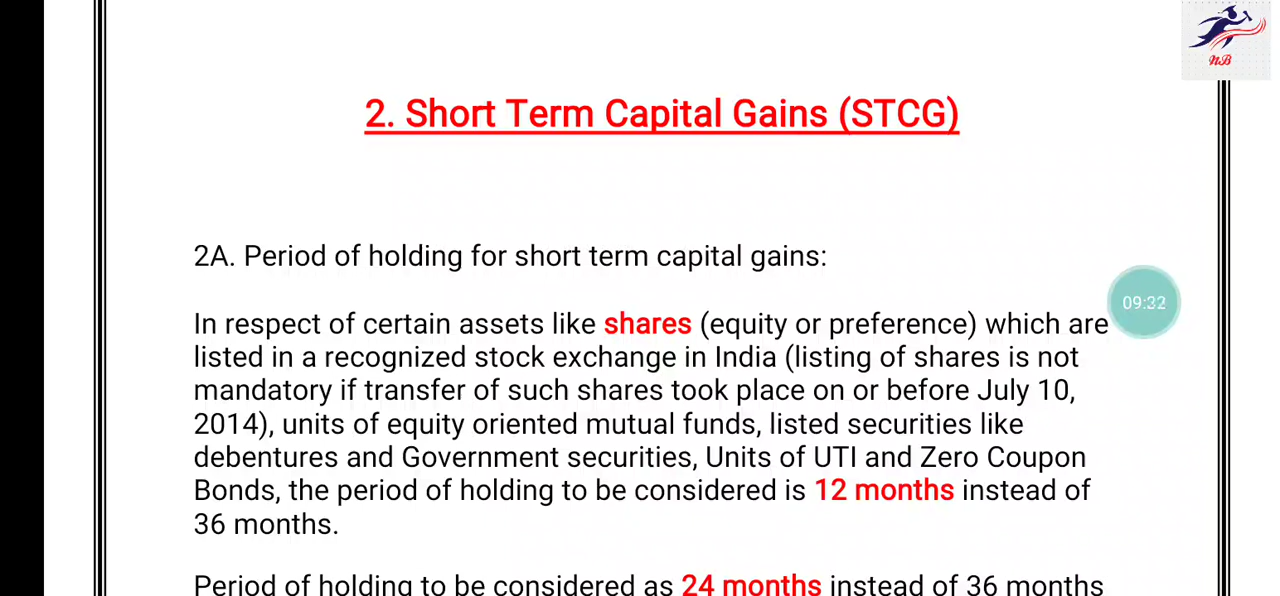 NB
2. Short Term Capital Gains (STCG)
2A. Period of holding for short term capital gains:
09:32
In respect of certain assets like shares (equity or preference) which are
listed in a recognized stock exchange in India (listing of shares is not
mandatory if transfer of such shares took place on or before July 10,
2014), units of equity oriented mutual funds, listed securities like
debentures and Government securities, Units of UTI and Zero Coupon
Bonds, the period of holding to be considered is 12 months instead of
36 months.
Period of holding to be considered as 24 months instead of 36 months